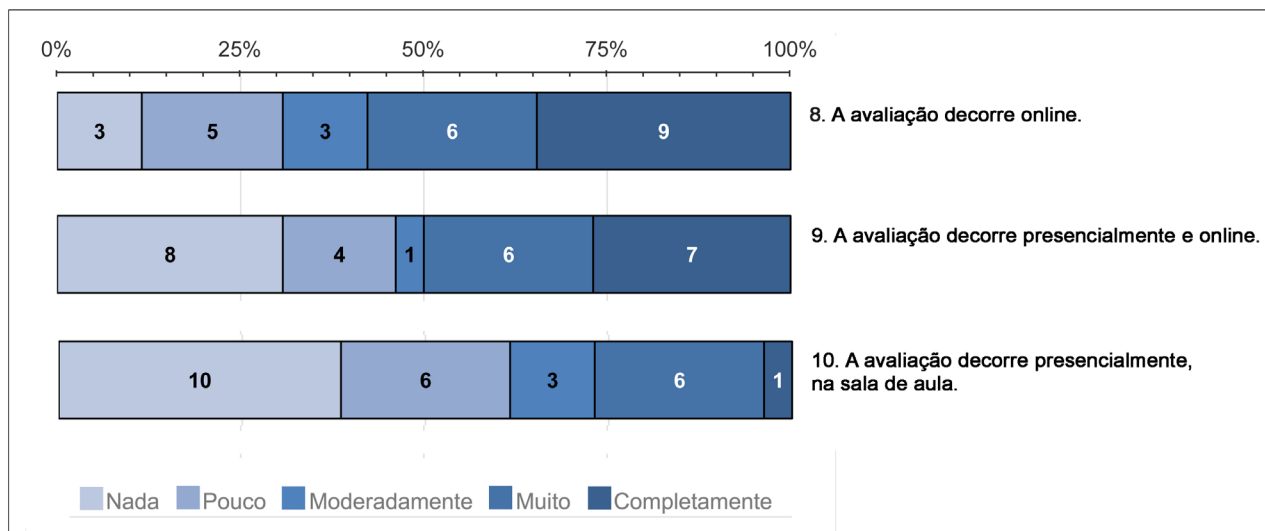 0% 25% 50% 75% 100%
3 5 3 6 9
8. A avaliação decorre online.
8 4 1 6 7
9. A avaliação decorre presencialmente e online.
10 6 3 6 1
10. A avaliação decorre presencialmente,
na sala de aula.
Nada Pouco Moderadamente Muito Completamente